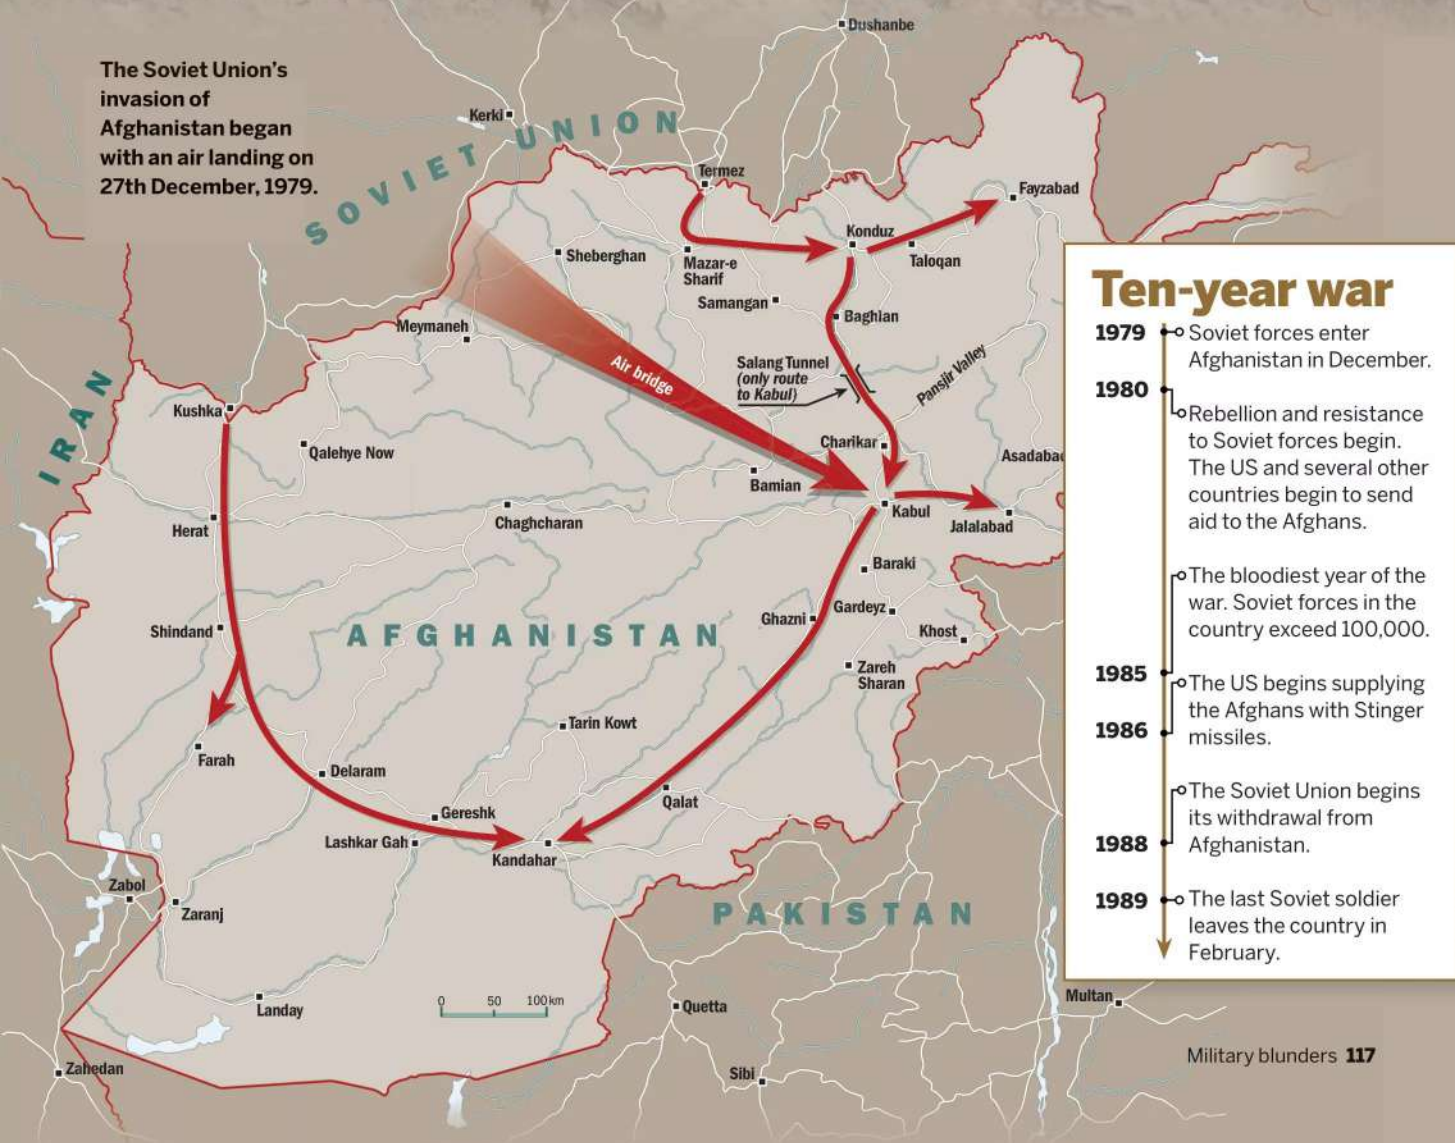 The Soviet Union's
invasion of
Afghanistan began
with an air landing on
27th December, 1979.
Dushanbe
Kerki
SOVIET UNION
Termez
Fayzabad
Konduz
Taloqan
Sheberghan
Mazar-e
Sharif
Samangan
Baghlan
Meymaneh
Air bridge
Salang Tunnel
(only route
to Kabul)
Pansjir Valley
IRAN
Kushka
Qalehye Now
Charikar
Asadabad
Bamian
Herat
Chaghcharan
Kabul
Jalalabad
Baraki
Shindand
AFGHANISTAN
Ghazni
Gardeyz
Khost
Zareh
Sharan
Tarin Kowt
Farah
Delaram
Qalat
Gereshk
Lashkar Gah
Kandahar
Zabol
Zaranj
PAKISTAN
Landay
0 50 100 km
Quetta
Multan
Zahedan
Sibi
Ten-year war
1979
Soviet forces enter
Afghanistan in December.
1980
Rebellion and resistance
to Soviet forces begin.
The US and several other
countries begin to send
aid to the Afghans.
1985
The bloodiest year of the
war. Soviet forces in the
country exceed 100,000.
1986
The US begins supplying
the Afghans with Stinger
missiles.
1988
The Soviet Union begins
its withdrawal from
Afghanistan.
1989
The last Soviet soldier
leaves the country in
February.
Military blunders 117